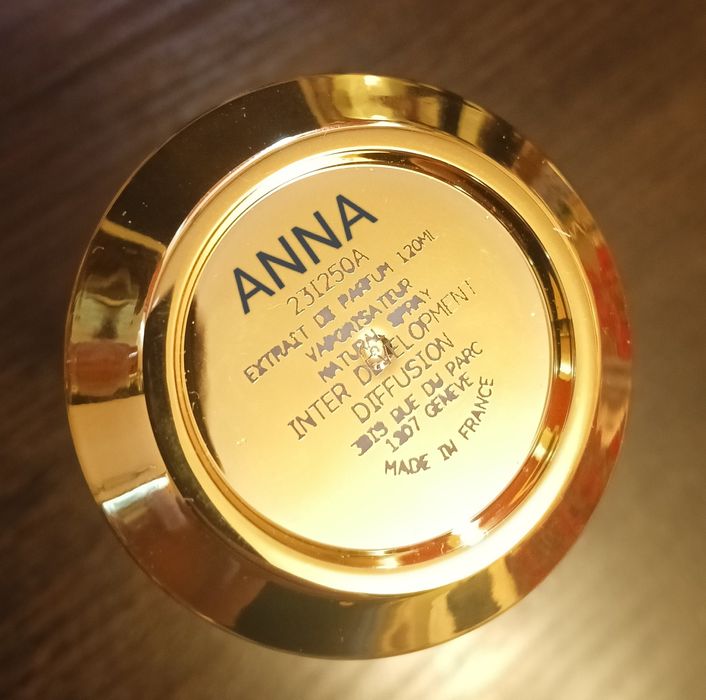 ANNA
231250A
EXTRAIT DE PARFUM 120Ml
VAPORISATEUR
NATURAL SPRAY
INTER DEVELOPMENT
DIFFUSION
RUE DU PARC
1207 GENEVE
MADE IN FRANCE